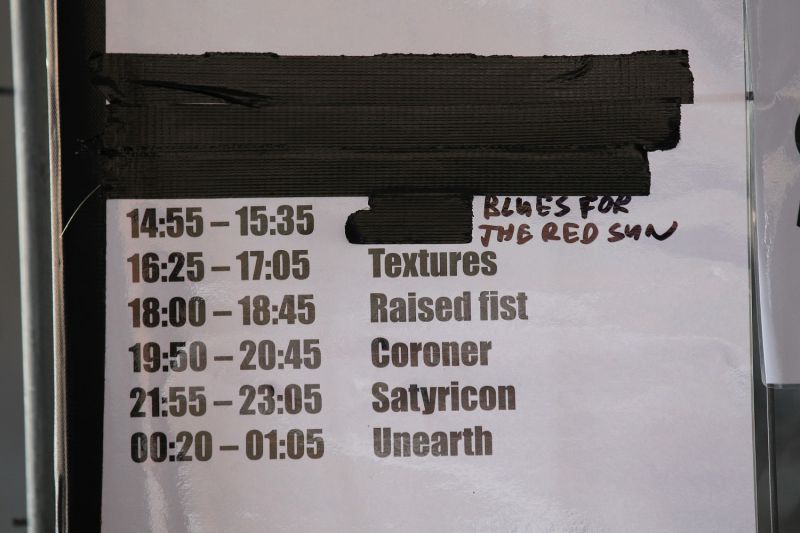 14:55 – 15:35 BLUES FOR
THE RED SUN
16:25 – 17:05 Textures
18:00 – 18:45 Raised fist
19:50 – 20:45 Coroner
21:55 – 23:05 Satyricon
00:20 – 01:05 Unearth